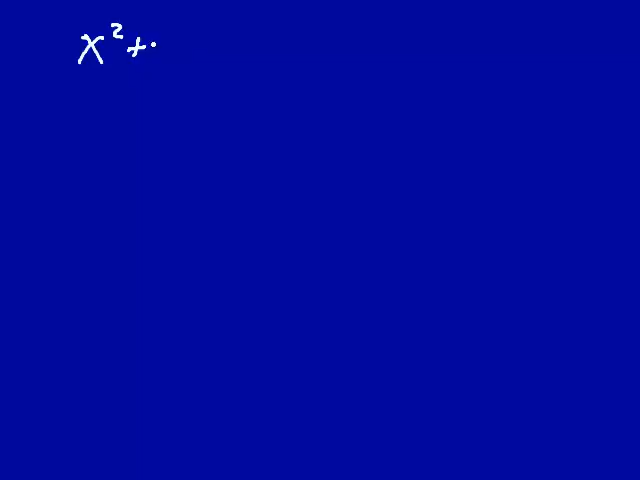 x² +